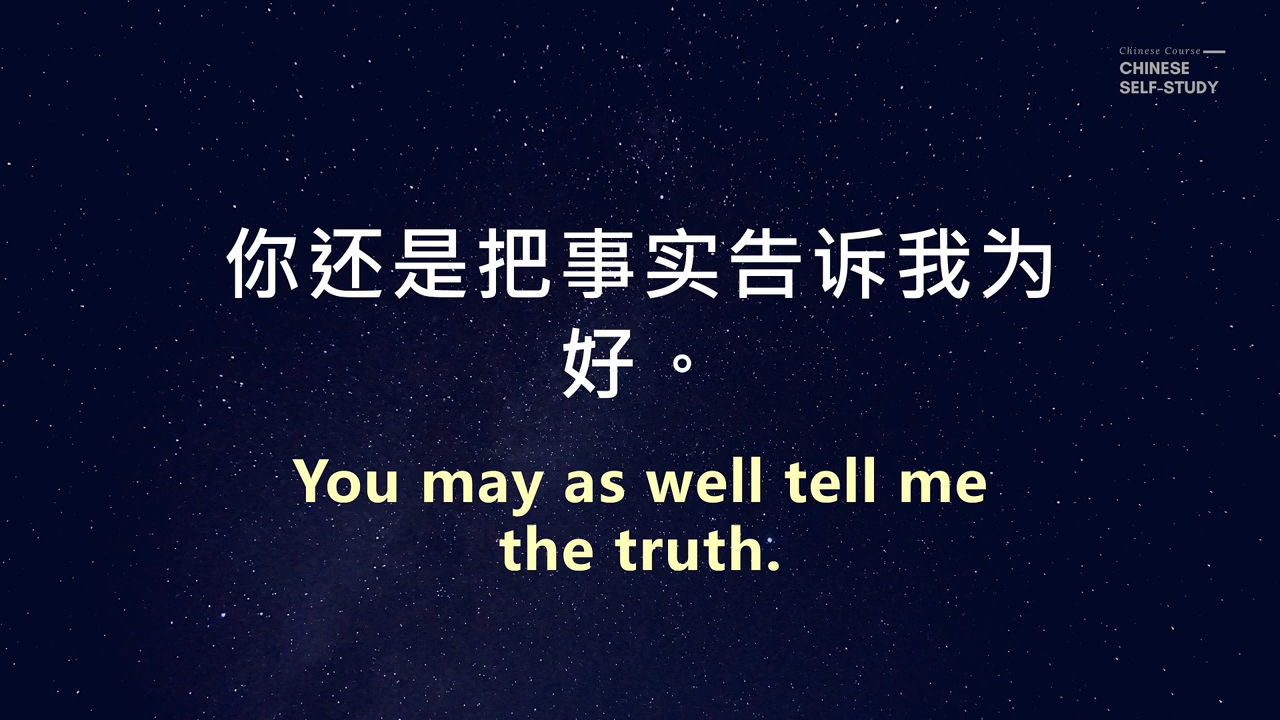 Chinese Course
CHINESE
SELF-STUDY
你还是把事实告诉我为
好。
You may as well tell me
the truth.